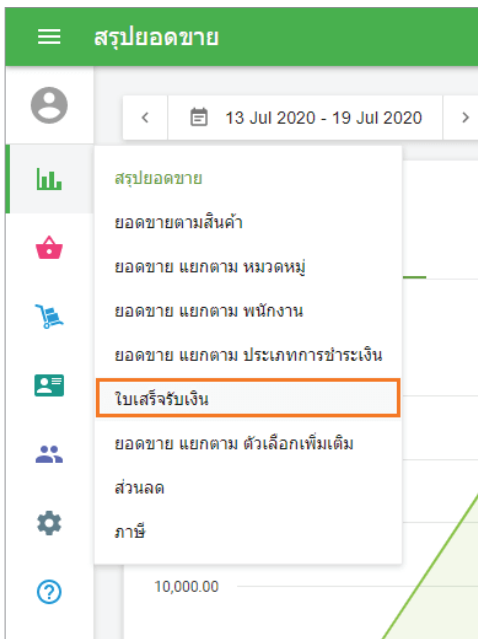 สรุปยอดขาย
13 Jul 2020 - 19 Jul 2020
สรุปยอดขาย
ยอดขายตามสินค้า
ยอดขาย แยกตาม หมวดหมู่
ยอดขาย แยกตาม พนักงาน
ยอดขาย แยกตาม ประเภทการชำระเงิน
ใบเสร็จรับเงิน
ยอดขาย แยกตาม ตัวเลือกเพิ่มเติม
ส่วนลด
ภาษี
10,000.00